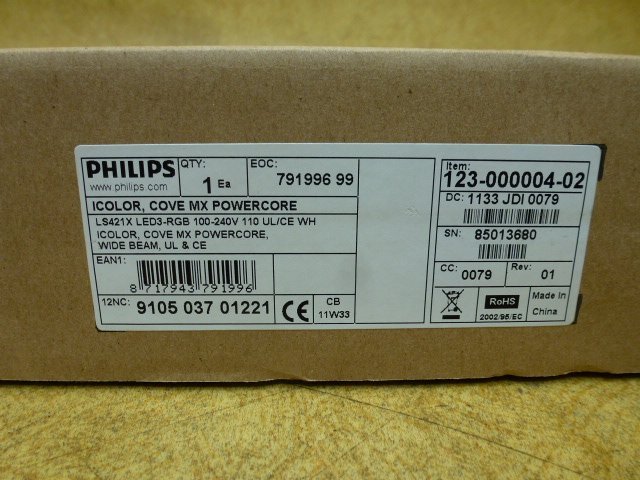 PHILIPS
www.philips.com
QTY:
1 Ea
EOC:
791996 99
ICOLOR, COVE MX POWERCORE
LS421X LED3-RGB 100-240V 110 UL/CE WH
ICOLOR, COVE MX POWERCORE,
WIDE BEAM, UL & CE
EAN1:
8 717943 791996
12NC: 9105 037 01221
CE
CB
11W33
Item:
123-000004-02
DC: 1133 JDI 0079
SN: 85013680
CC: 0079
Rev: 01
RoHS
2002/95/EC
Made in
China